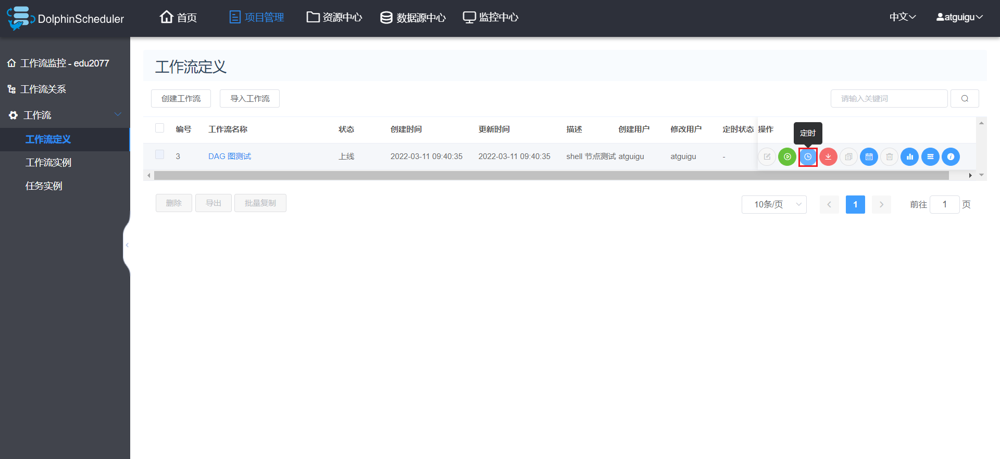 DolphinScheduler 首页 项目管理 资源中心 数据源中心 监控中心 中文 atguigu
工作流监控 - edu2077
工作流关系
工作流
工作流定义
工作流实例
任务实例
工作流定义
创建工作流 导入工作流 请输入关键词
定时
编号 工作流名称 状态 创建时间 更新时间 描述 创建用户 修改用户 定时状态 操作
3 DAG 图测试 上线 2022-03-11 09:40:35 2022-03-11 09:40:35 shell 节点测试 atguigu atguigu -
删除 导出 批量复制 10条/页 1 前往 1 页